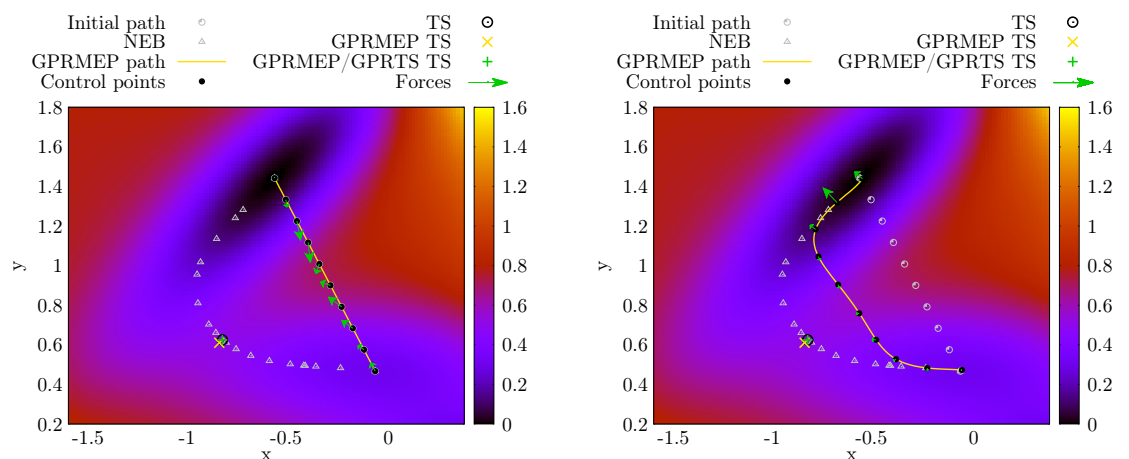 Initial path TS
NEB GPRMEP TS
GPRMEP path GPRMEP/GPRTS TS
Control points Forces
1.8
1.6
1.4
1.2
1
0.8
0.6
0.4
0.2
y
-1.5 -1 -0.5 0
x
1.6
1.4
1.2
1
0.8
0.6
0.4
0.2
0
Initial path TS
NEB GPRMEP TS
GPRMEP path GPRMEP/GPRTS TS
Control points Forces
1.8
1.6
1.4
1.2
1
0.8
0.6
0.4
0.2
y
-1.5 -1 -0.5 0
x
1.6
1.4
1.2
1
0.8
0.6
0.4
0.2
0